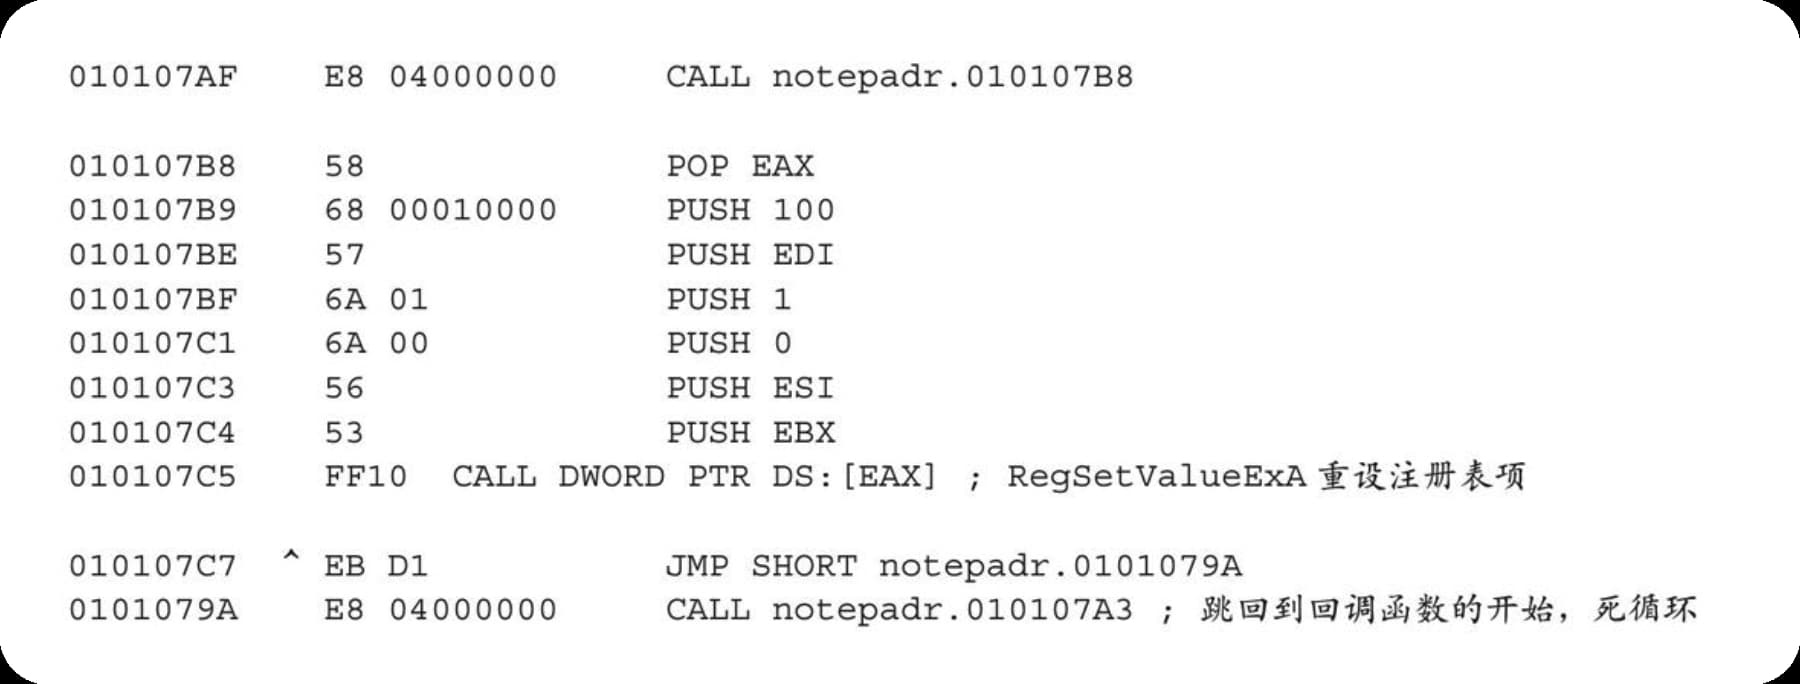 010107AF E8 04000000 CALL notepadr.010107B8
010107B8 58 POP EAX
010107B9 68 00010000 PUSH 100
010107BE 57 PUSH EDI
010107BF 6A 01 PUSH 1
010107C1 6A 00 PUSH 0
010107C3 56 PUSH ESI
010107C4 53 PUSH EBX
010107C5 FF10 CALL DWORD PTR DS:[EAX] ; RegSetValueExA 重设注册表项
010107C7 ^ EB D1 JMP SHORT notepadr.0101079A
0101079A E8 04000000 CALL notepadr.010107A3 ; 跳回到回调函数的开始，死循环